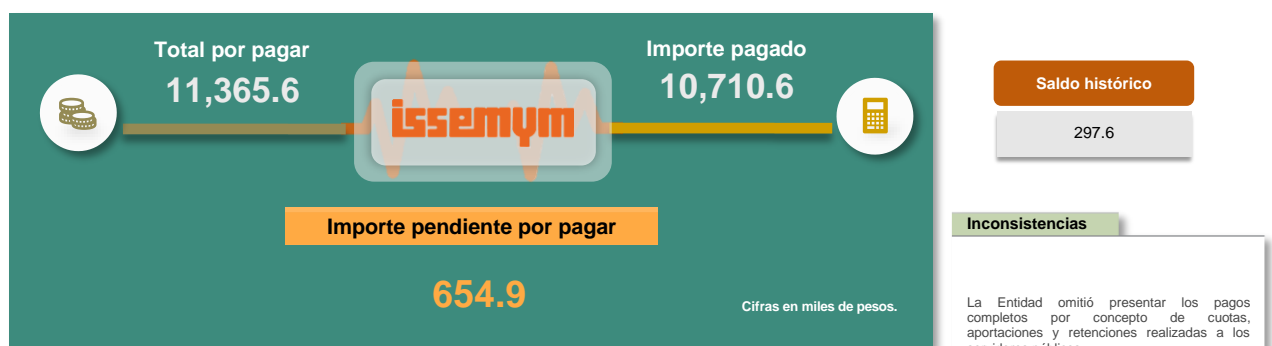 Total por pagar
11,365.6
issemym
Importe pagado
10,710.6
Importe pendiente por pagar
654.9
Cifras en miles de pesos.
Saldo histórico
297.6
Inconsistencias
La Entidad omitió presentar los pagos
completos por concepto de cuotas,
aportaciones y retenciones realizadas a los